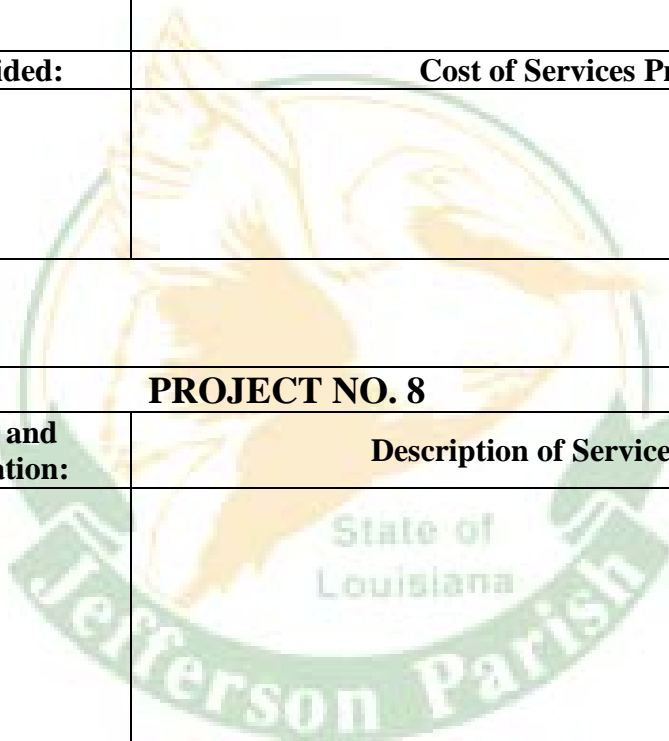 ided:
Cost of Services Pr
PROJECT NO. 8
and
ation:
Description of Service
State of
Louisiana
Jefferson Parish